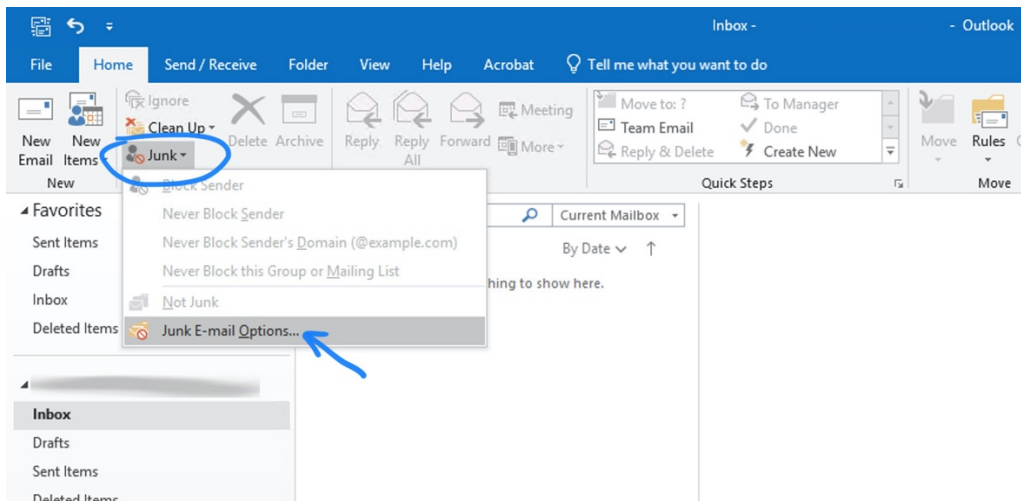 Inbox - - Outlook
File Home Send / Receive Folder View Help Acrobat Tell me what you want to do
New Email
New Items
Ignore
Clean Up
Junk
Delete
Archive
Reply
Reply All
Forward
Meeting
More
Move to: ?
Team Email
Reply & Delete
To Manager
Done
Create New
Move
Rules
New
Quick Steps
Move
Block Sender
Never Block Sender
Never Block Sender's Domain (@example.com)
Never Block this Group or Mailing List
Not Junk
Junk E-mail Options...
Favorites
Sent Items
Drafts
Inbox
Deleted Items
Current Mailbox
By Date
hing to show here.
Inbox
Drafts
Sent Items
Deleted Items